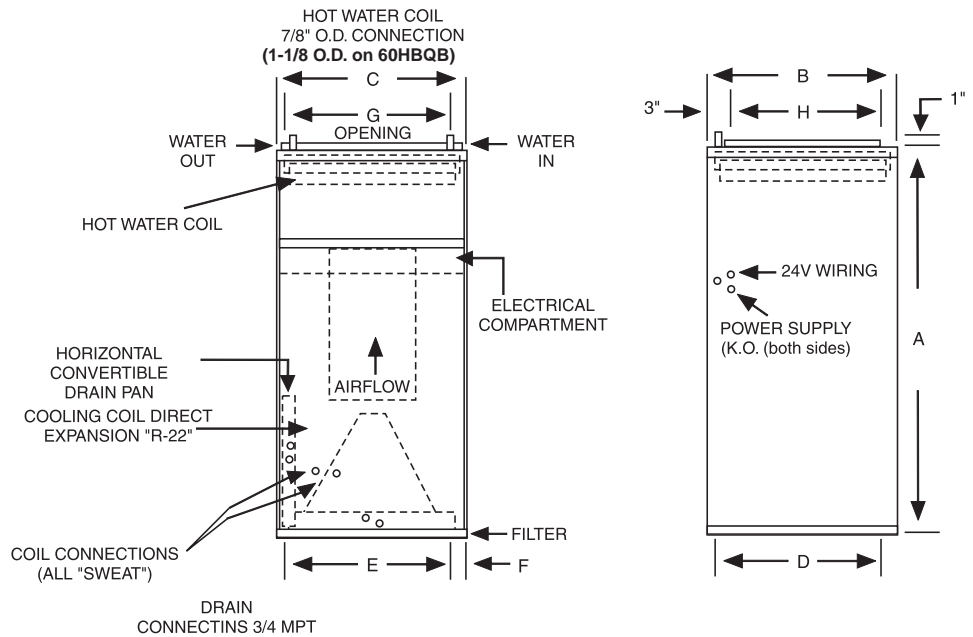 HOT WATER COIL
7/8" O.D. CONNECTION
(1-1/8 O.D. on 60HBQB)
C
G
OPENING
WATER
OUT
WATER
IN
HOT WATER COIL
ELECTRICAL
COMPARTMENT
HORIZONTAL
CONVERTIBLE
DRAIN PAN
AIRFLOW
COOLING COIL DIRECT
EXPANSION "R-22"
COIL CONNECTIONS
(ALL "SWEAT")
FILTER
E
F
DRAIN
CONNECTINS 3/4 MPT
B
3"
H
1"
24V WIRING
POWER SUPPLY
(K.O. (both sides)
A
D